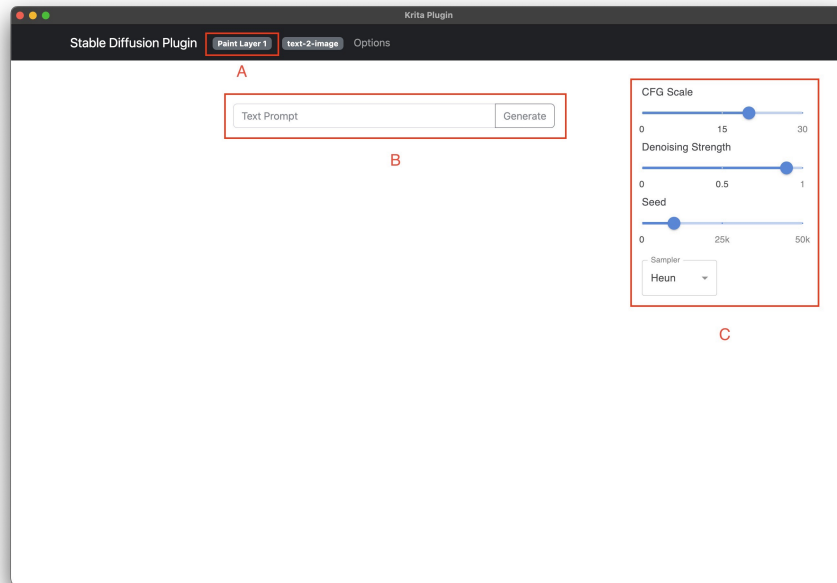 Krita Plugin
Stable Diffusion Plugin Paint Layer 1 text-2-image Options
A
Text Prompt Generate
B
CFG Scale
0 15 30
Denoising Strength
0 0.5 1
Seed
0 25k 50k
Sampler
Heun
C